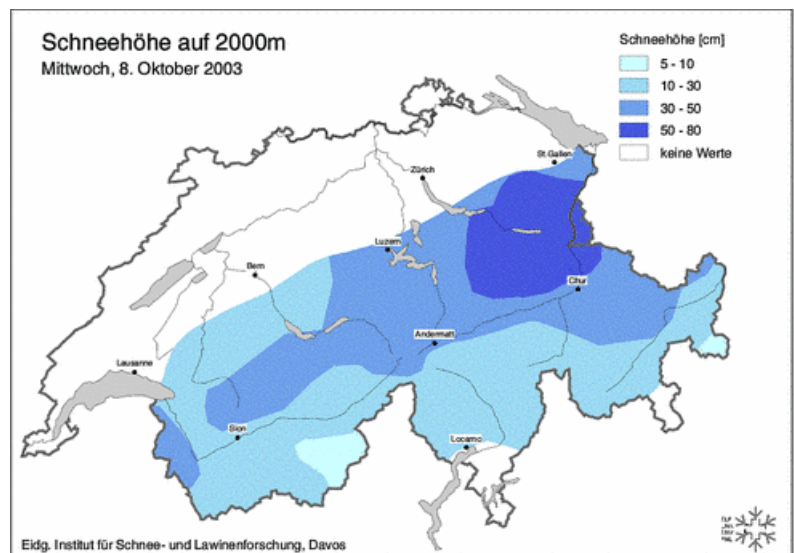 Schneehöhe auf 2000m
Mittwoch, 8. Oktober 2003
Schneehöhe [cm]
5 - 10
10 - 30
30 - 50
50 - 80
keine Werte
St.Gallen
Zürich
Luzern
Bern
Chur
Andermatt
Lausanne
Sion
Locarno
Eidg. Institut für Schnee- und Lawinenforschung, Davos